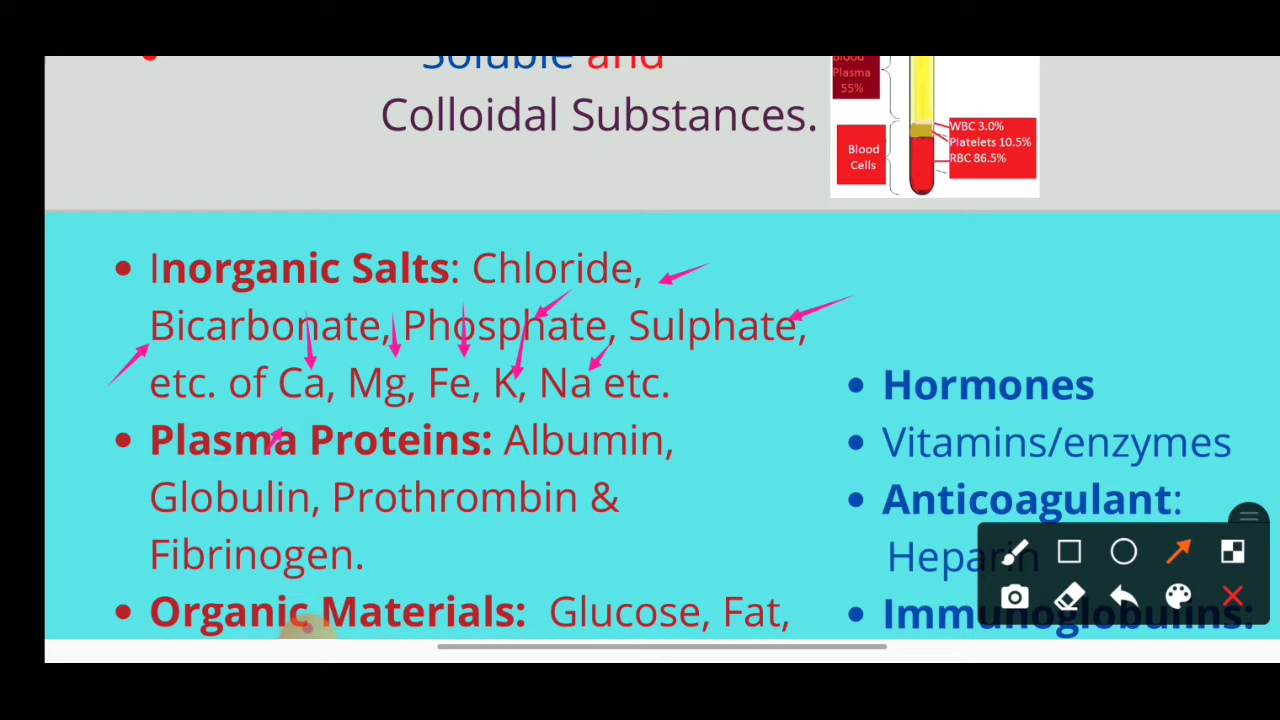 Soluble and
Colloidal Substances.
Blood
Plasma
55%
WBC 3.0%
Platelets 10.5%
RBC 86.5%
Blood
Cells
• Inorganic Salts: Chloride,
Bicarbonate, Phosphate, Sulphate,
etc. of Ca, Mg, Fe, K, Na etc.
• Plasma Proteins: Albumin,
Globulin, Prothrombin &
Fibrinogen.
• Organic Materials: Glucose, Fat,
• Hormones
• Vitamins/enzymes
• Anticoagulant:
Heparin
• Immunoglobulins: